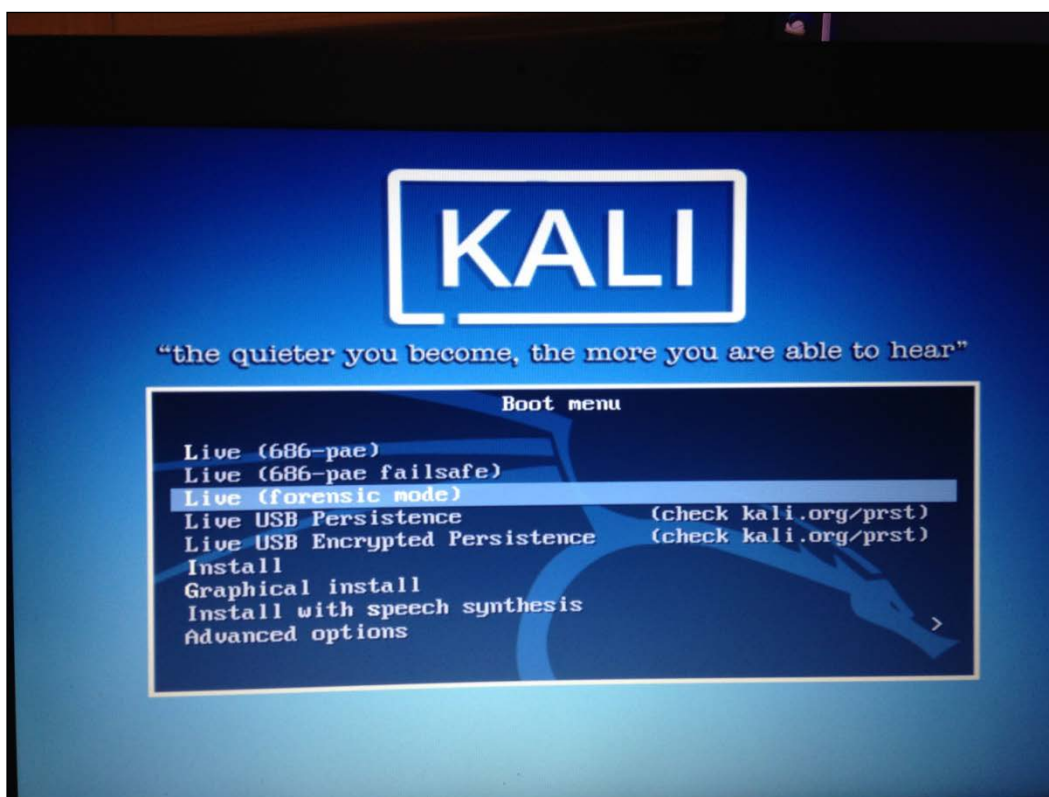 KALI
“the quieter you become, the more you are able to hear”
Boot menu
Live (686-pae)
Live (686-pae failsafe)
Live (forensic mode)
Live USB Persistence (check kali.org/prst)
Live USB Encrypted Persistence (check kali.org/prst)
Install
Graphical install
Install with speech synthesis
Advanced options >